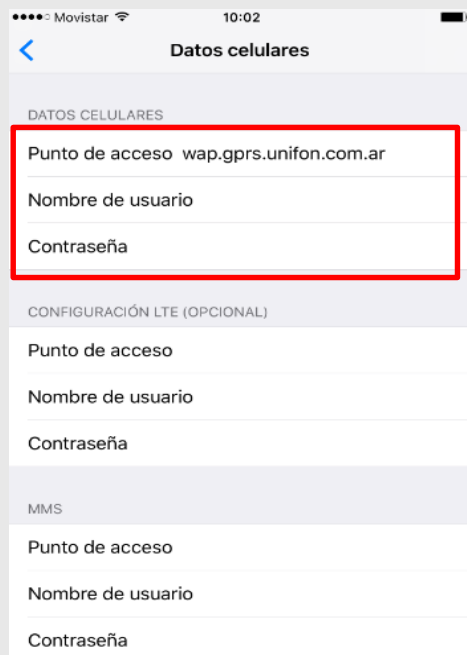 Movistar 10:02
Datos celulares
DATOS CELULARES
Punto de acceso wap.gprs.unifon.com.ar
Nombre de usuario
Contraseña
CONFIGURACIÓN LTE (OPCIONAL)
Punto de acceso
Nombre de usuario
Contraseña
MMS
Punto de acceso
Nombre de usuario
Contraseña